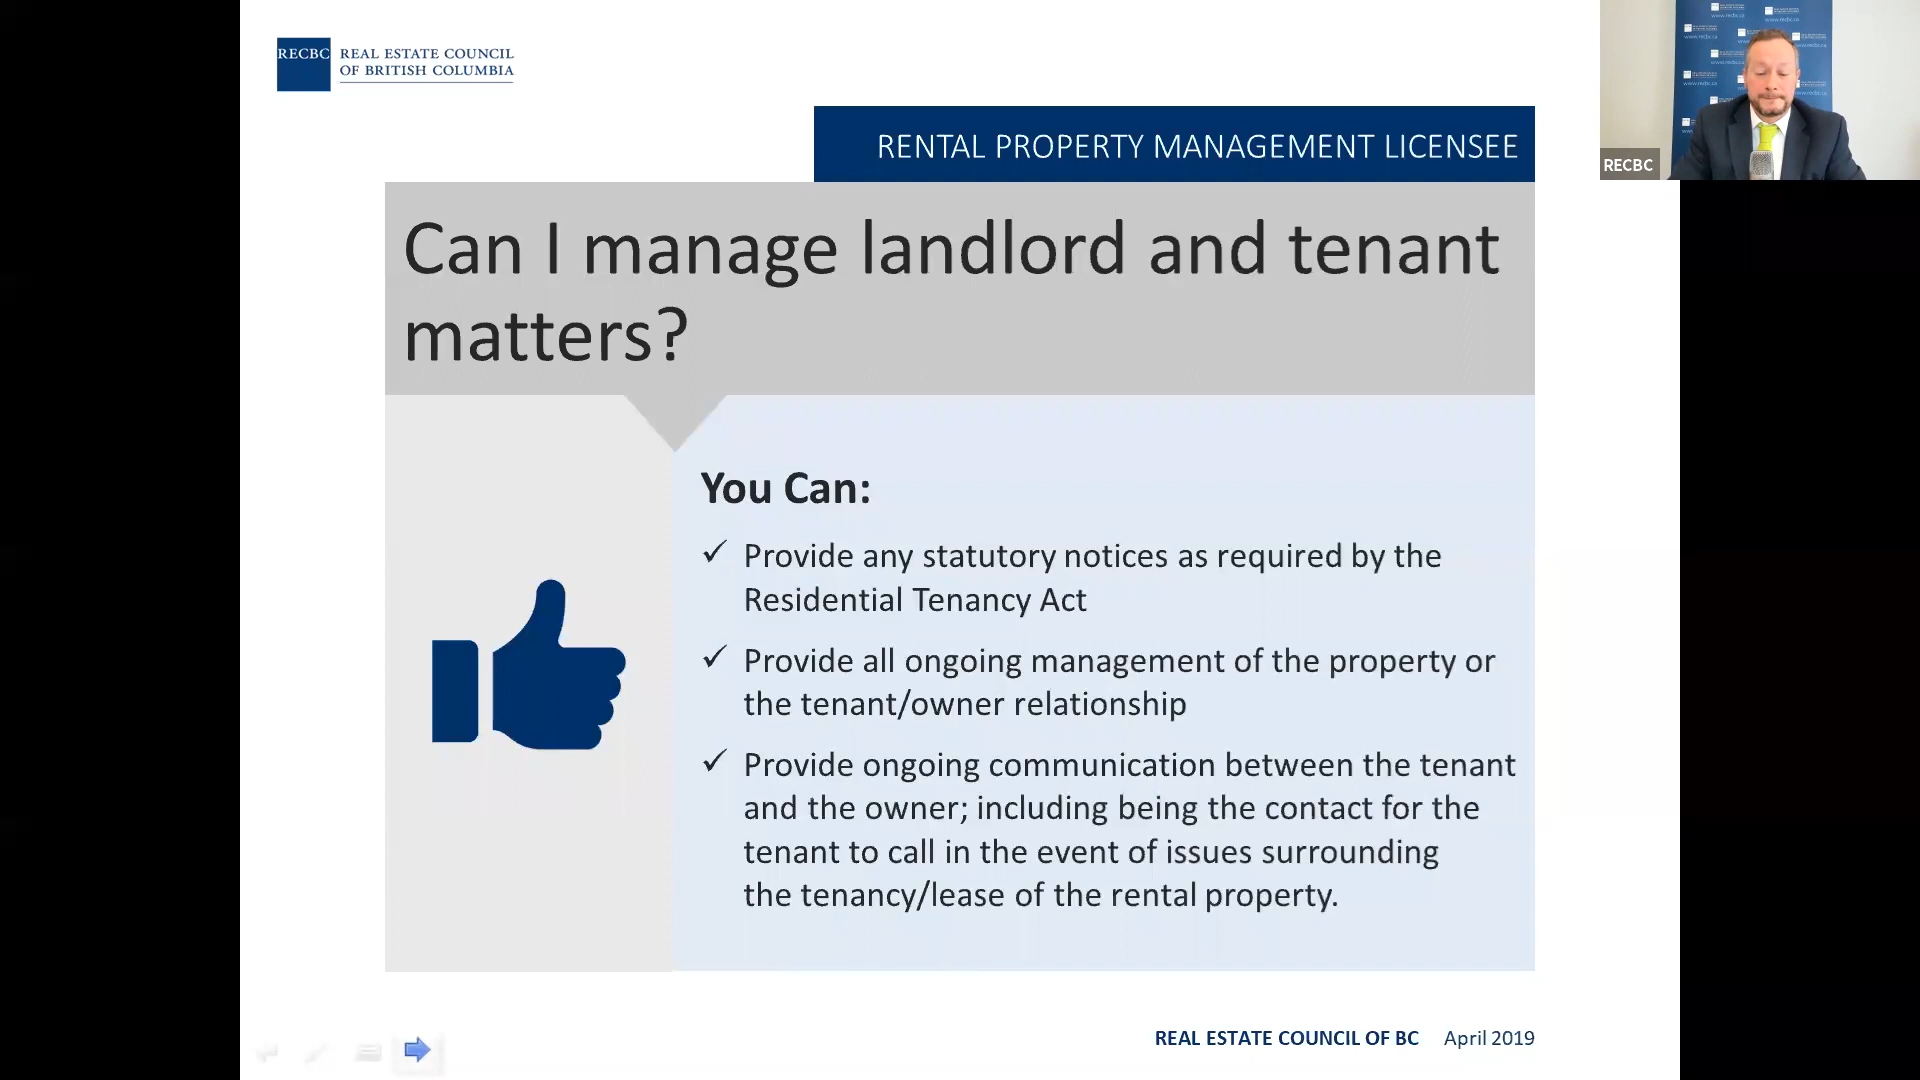 RECBC
REAL ESTATE COUNCIL
OF BRITISH COLUMBIA
RENTAL PROPERTY MANAGEMENT LICENSEE
RECBC
Can I manage landlord and tenant
matters?
You Can:
✓ Provide any statutory notices as required by the
Residential Tenancy Act
✓ Provide all ongoing management of the property or
the tenant/owner relationship
✓ Provide ongoing communication between the tenant
and the owner; including being the contact for the
tenant to call in the event of issues surrounding
the tenancy/lease of the rental property.
REAL ESTATE COUNCIL OF BC April 2019